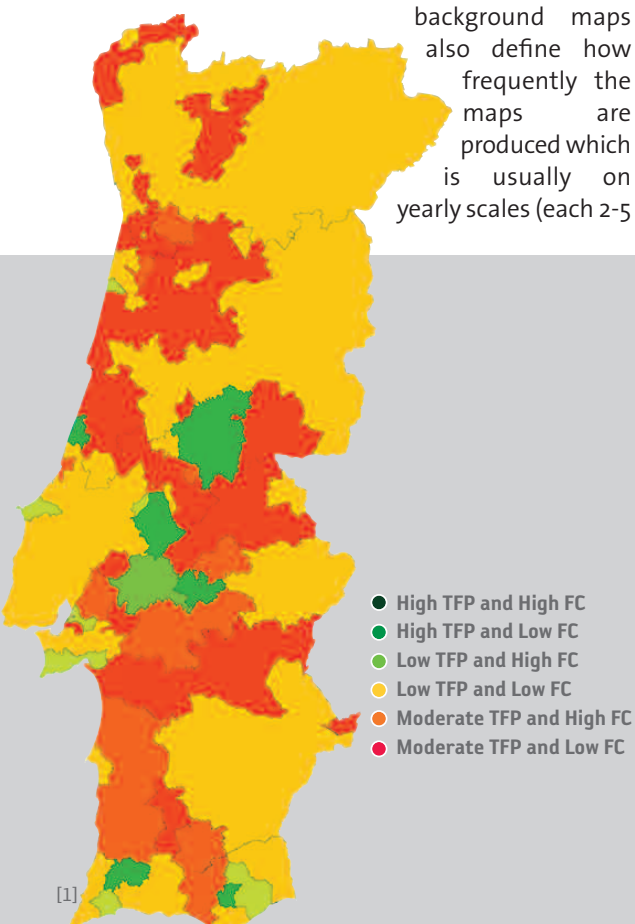 background maps
also define how
frequently the
maps are
produced which
is usually on
yearly scales (each 2-5
High TFP and High FC
High TFP and Low FC
Low TFP and High FC
Low TFP and Low FC
Moderate TFP and High FC
Moderate TFP and Low FC
[1]